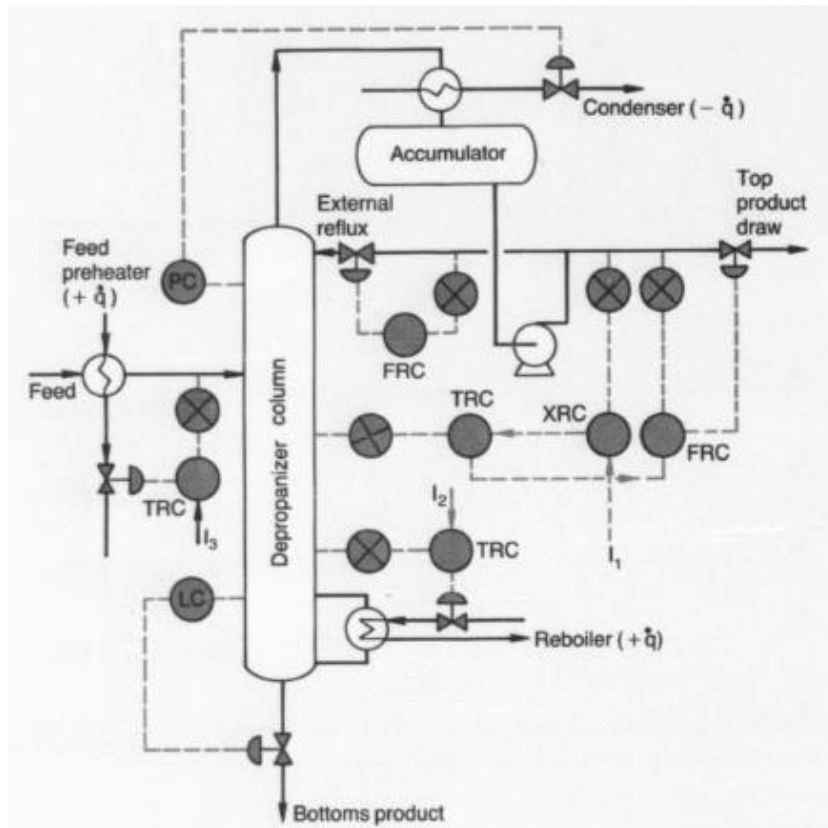 Condenser (− q̇)
Accumulator
External
reflux
Top
product
draw
Feed
preheater
(+ q̇)
PC
FRC
Feed
Depropanizer column
TRC
XRC
FRC
TRC
I₃
I₂
TRC
I₁
LC
Reboiler (+q̇)
Bottoms product